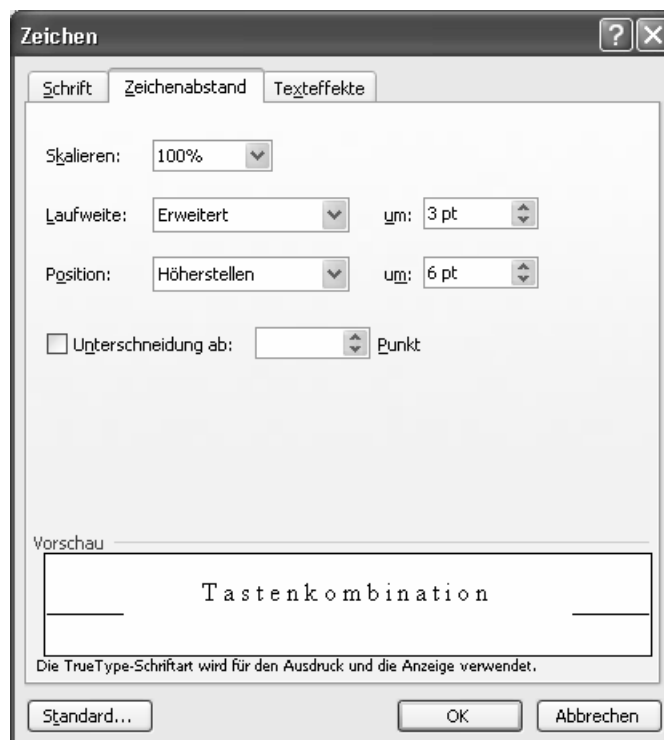 Zeichen
Schrift Zeichenabstand Texteffekte
Skalieren: 100%
Laufweite: Erweitert um: 3 pt
Position: Höherstellen um: 6 pt
Unterschneidung ab: Punkt
Vorschau
Tastenkombination
Die TrueType-Schriftart wird für den Ausdruck und die Anzeige verwendet.
Standard... OK Abbrechen